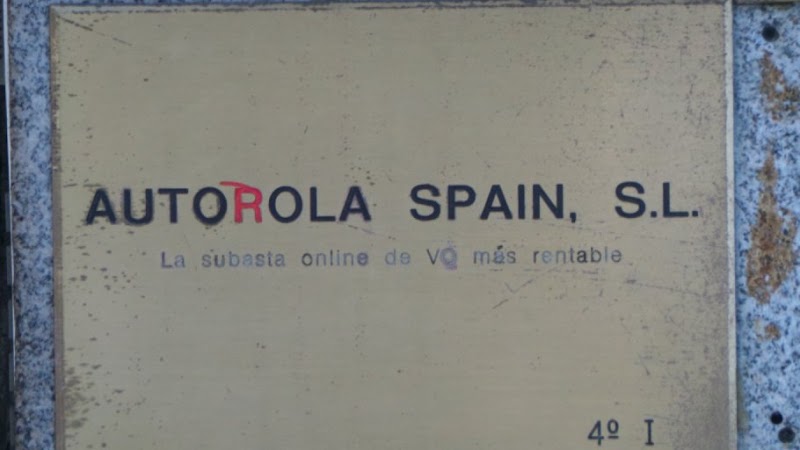 AUTOROLA SPAIN, S.L.
La subasta online de VO más rentable
4º I